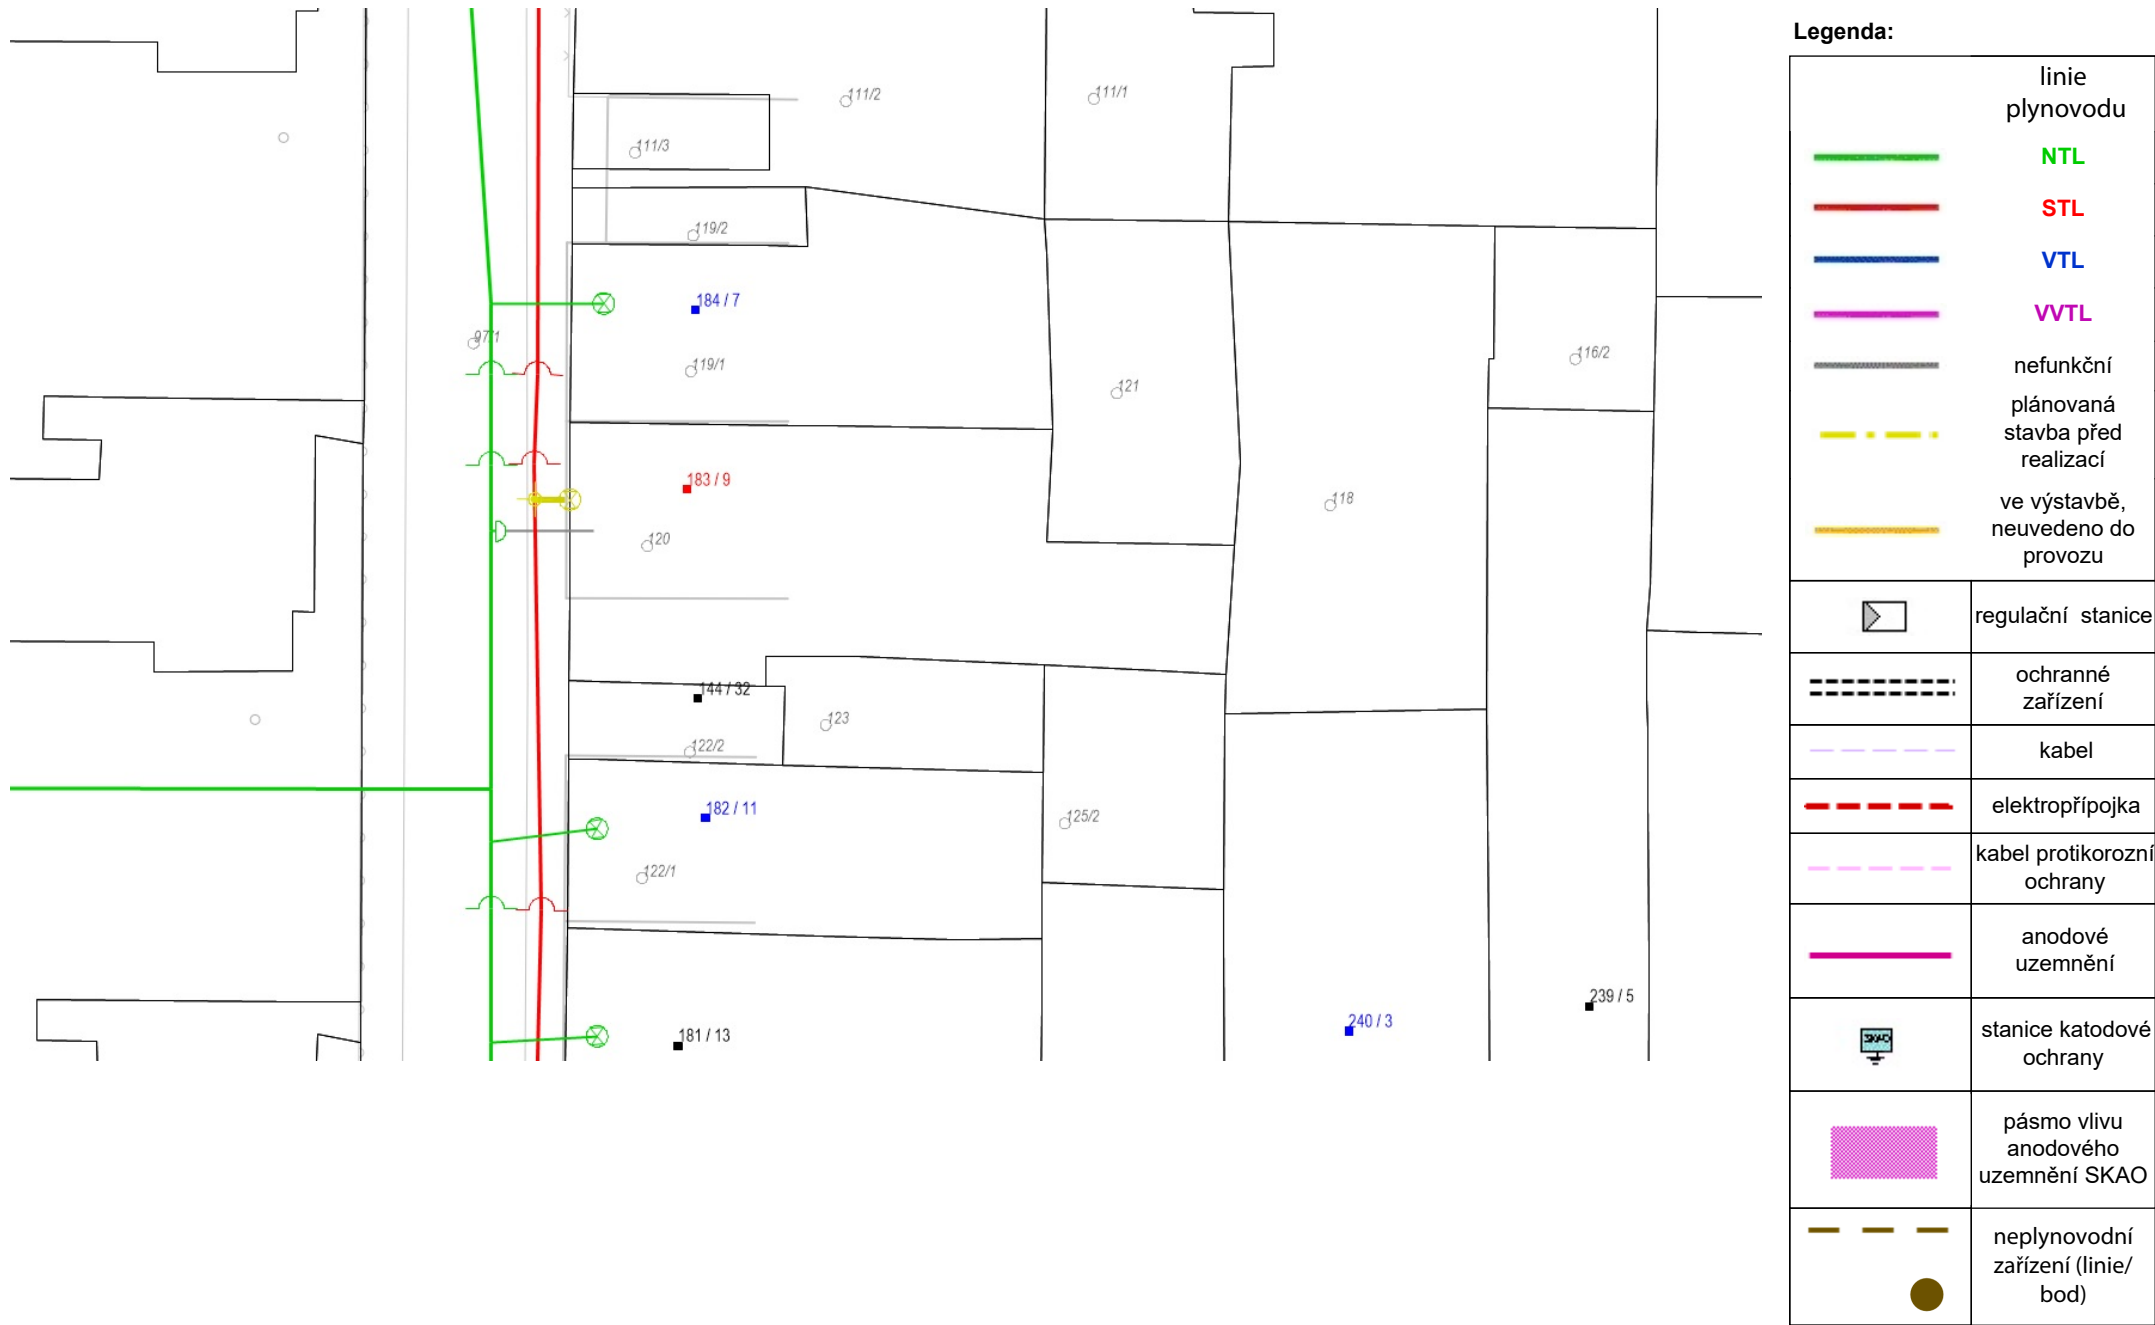 111/2
111/1
111/3
119/2
184 / 7
97/1
119/1
116/2
121
183 / 9
118
120
144 / 32
123
122/2
182 / 11
125/2
122/1
239 / 5
240 / 3
181 / 13
Legenda:
linie
plynovodu
NTL
STL
VTL
VVTL
nefunkční
plánovaná
stavba před
realizací
ve výstavbě,
neuvedeno do
provozu
regulační stanice
ochranné
zařízení
kabel
elektropřípojka
kabel protikorozní
ochrany
anodové
uzemnění
SKAO
stanice katodové
ochrany
pásmo vlivu
anodového
uzemnění SKAO
neplynovodní
zařízení (linie/
bod)